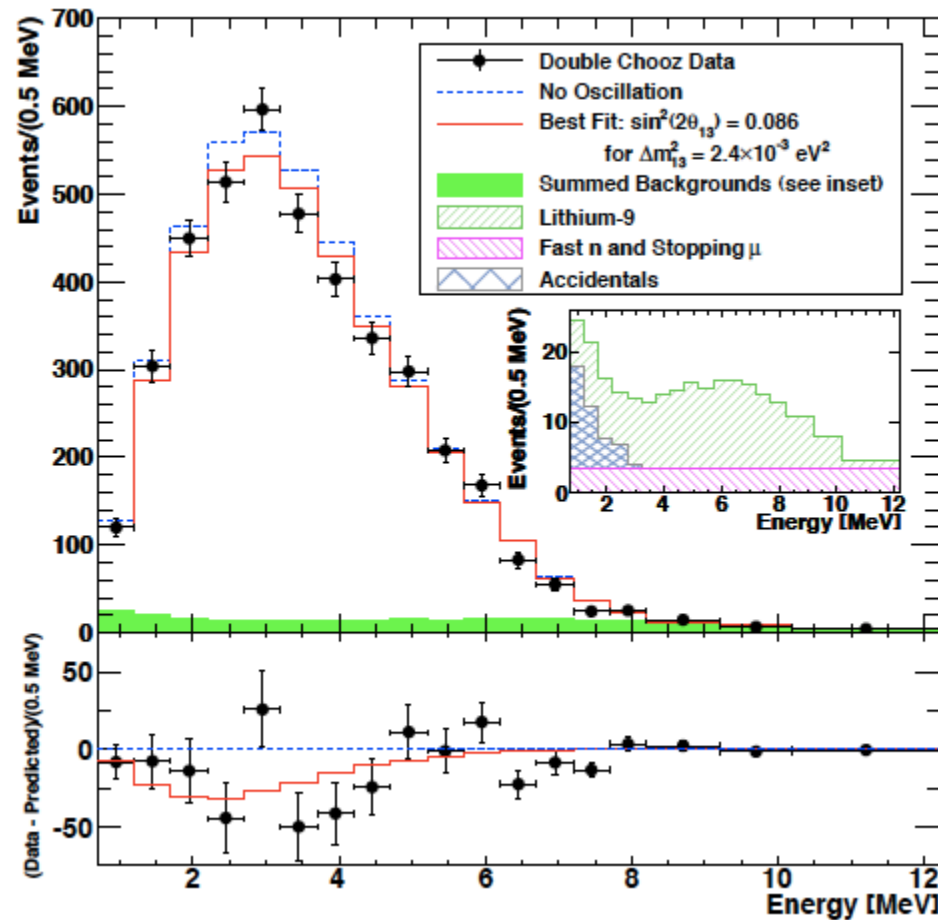 Events/(0.5 MeV)
700
600
500
400
300
200
100
0
Double Chooz Data
No Oscillation
Best Fit: sin²(2θ₁₃) = 0.086
for Δm²₁₃ = 2.4×10⁻³ eV²
Summed Backgrounds (see inset)
Lithium-9
Fast n and Stopping μ
Accidentals
Events/(0.5 MeV)
20
10
0
2 4 6 8 10 12
Energy [MeV]
(Data - Predicted)/(0.5 MeV)
50
0
-50
2 4 6 8 10 12
Energy [MeV]